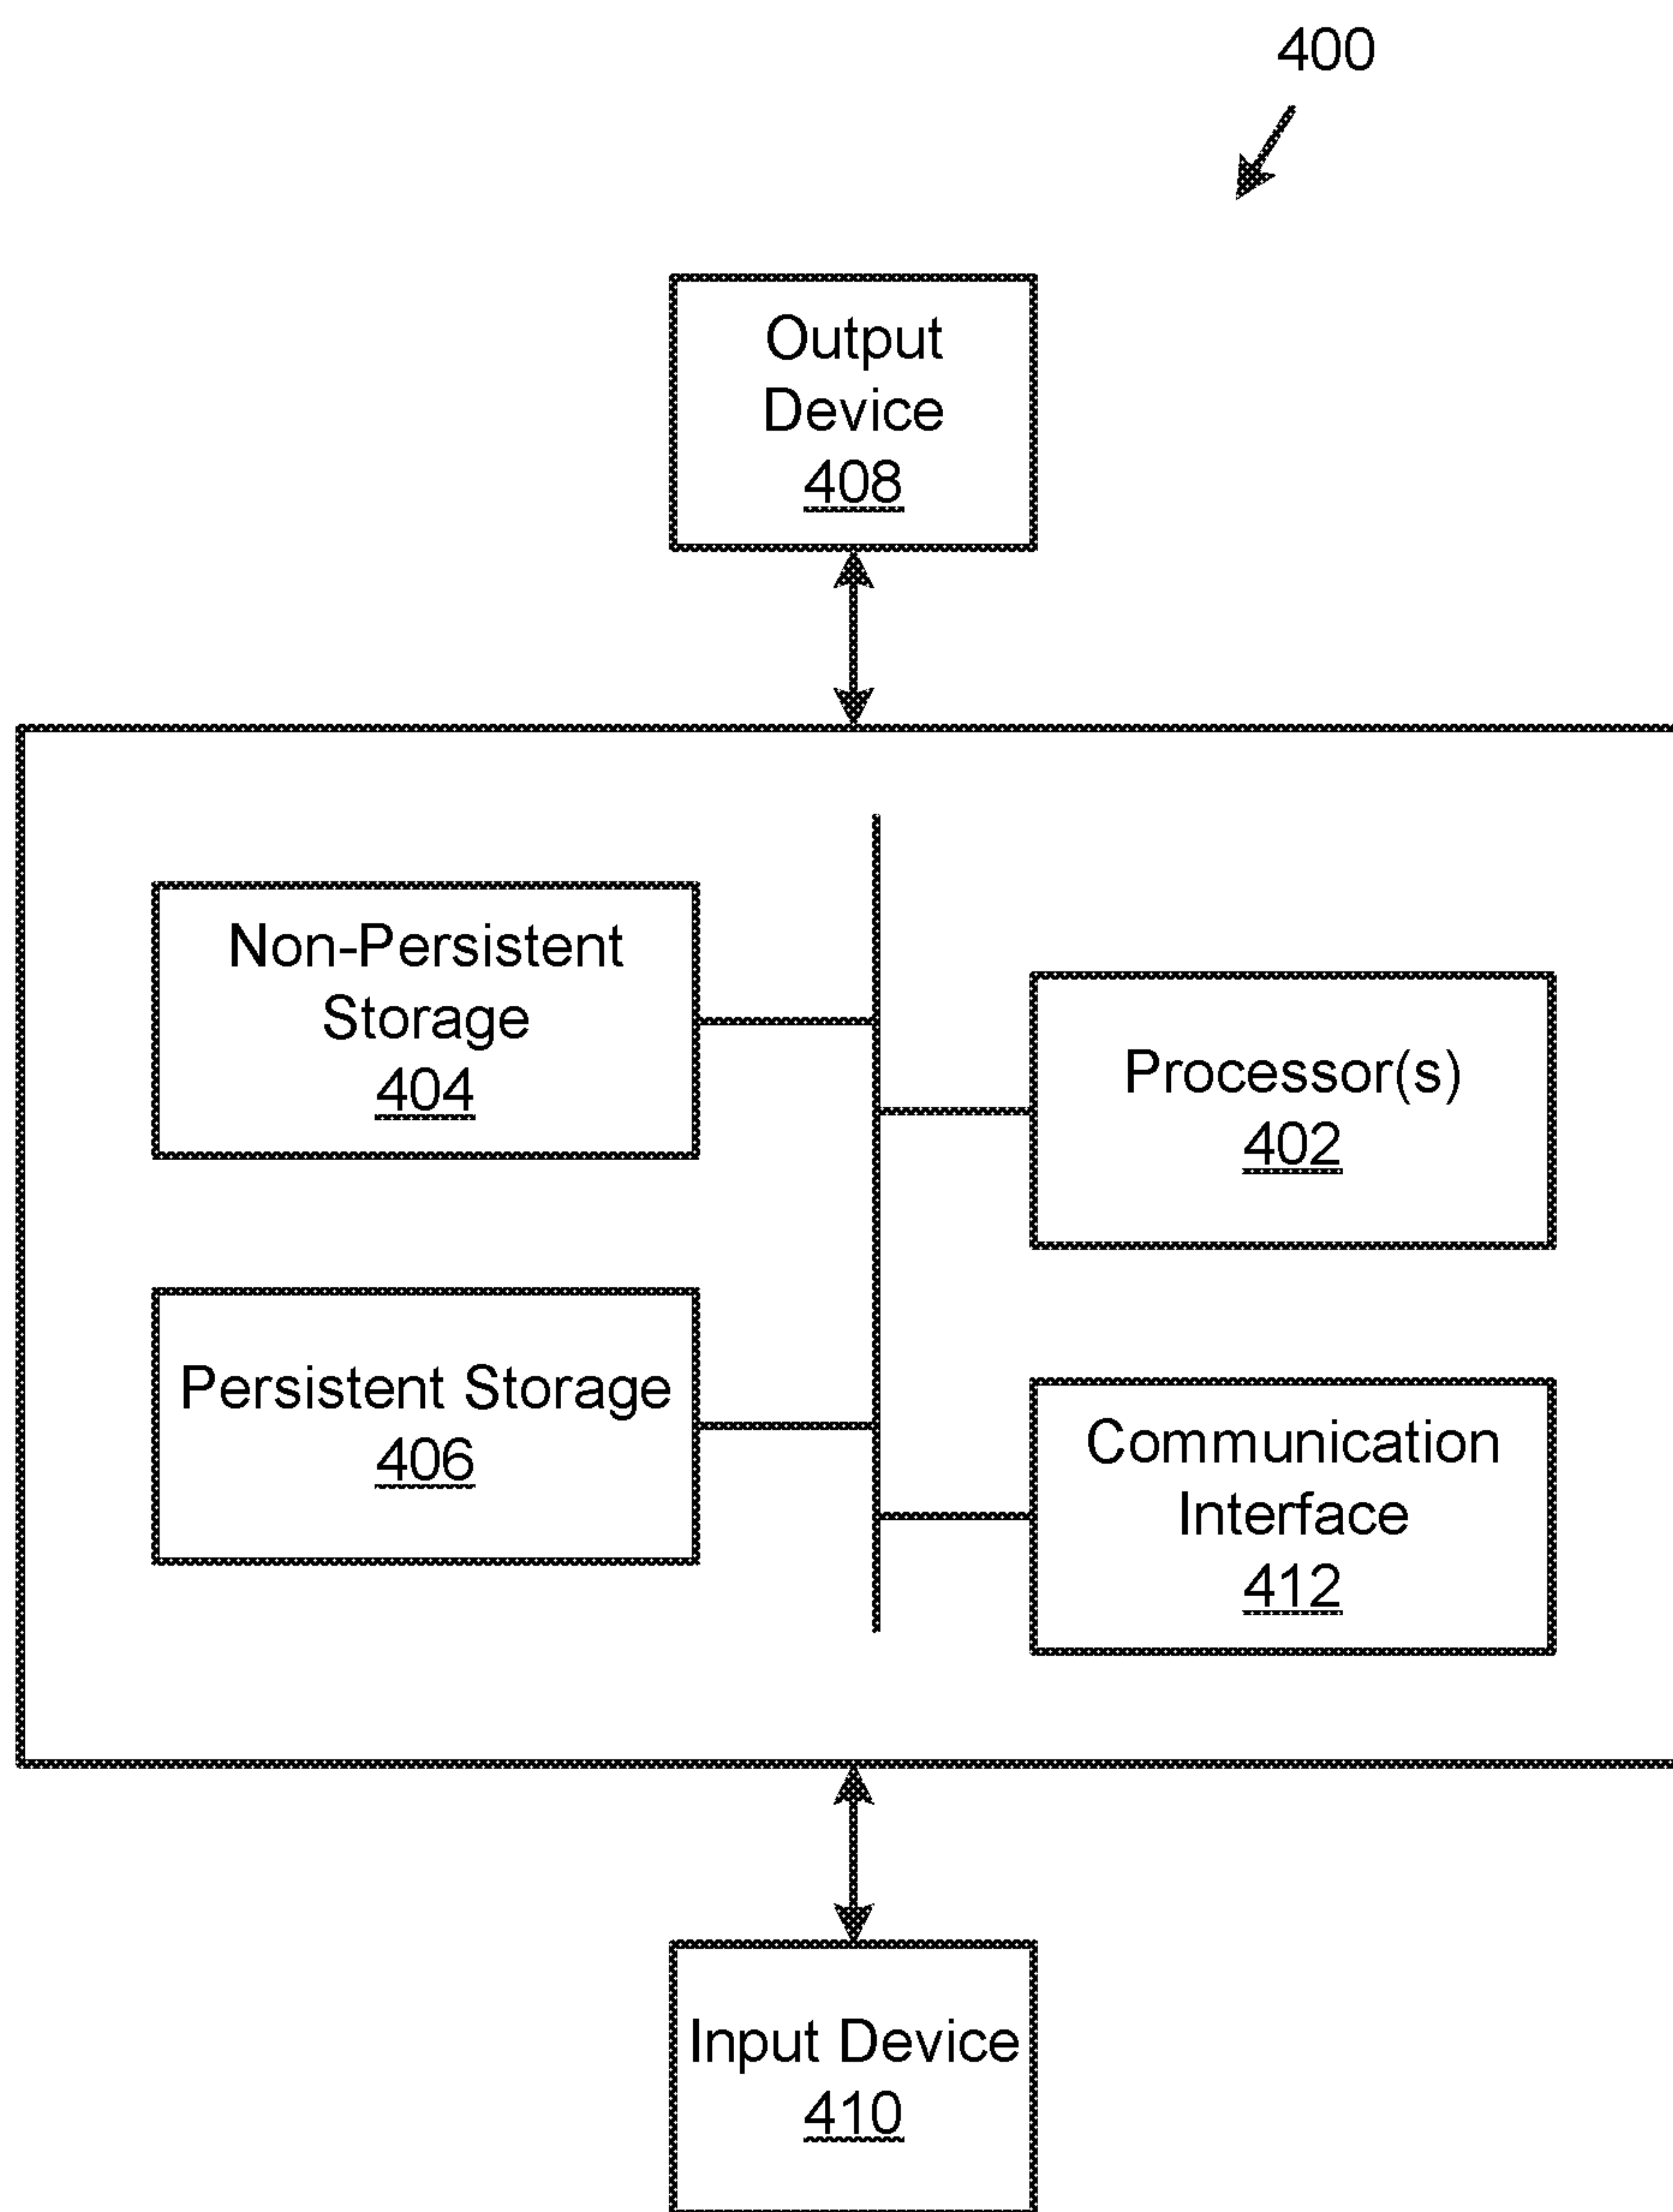 400
Output
Device
408
Non-Persistent
Storage
404
Processor(s)
402
Persistent Storage
406
Communication
Interface
412
Input Device
410